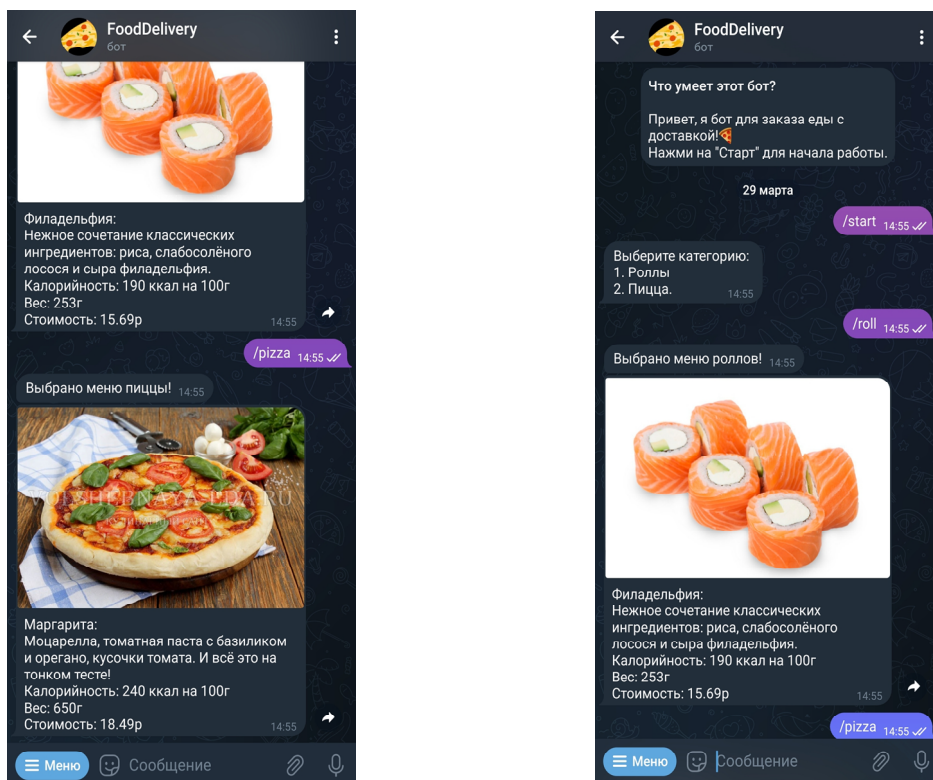 FoodDelivery
бот
Филадельфия:
Нежное сочетание классических
ингредиентов: риса, слабосолёного
лосося и сыра филадельфия.
Калорийность: 190 ккал на 100г
Вес: 253г
Стоимость: 15.69р
14:55
/pizza 14:55
Выбрано меню пиццы! 14:55
Маргарита:
Моцарелла, томатная паста с базиликом
и орегано, кусочки томата. И всё это на
тонком тесте!
Калорийность: 240 ккал на 100г
Вес: 650г
Стоимость: 18.49р
14:55
Меню Сообщение
FoodDelivery
бот
Что умеет этот бот?
Привет, я бот для заказа еды с
доставкой!🍕
Нажми на "Старт" для начала работы.
29 марта
/start 14:55
Выберите категорию:
1. Роллы
2. Пицца.
14:55
/roll 14:55
Выбрано меню роллов! 14:55
Филадельфия:
Нежное сочетание классических
ингредиентов: риса, слабосолёного
лосося и сыра филадельфия.
Калорийность: 190 ккал на 100г
Вес: 253г
Стоимость: 15.69р
14:55
/pizza 14:55
Меню Сообщение